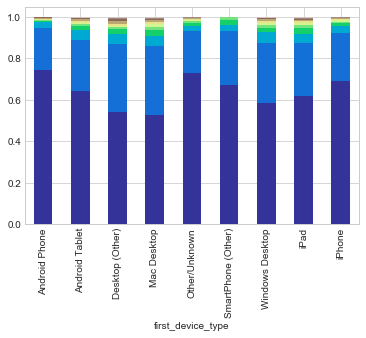 1.0
0.8
0.6
0.4
0.2
0.0
Android Phone
Android Tablet
Desktop (Other)
Mac Desktop
Other/Unknown
SmartPhone (Other)
Windows Desktop
iPad
iPhone
first_device_type